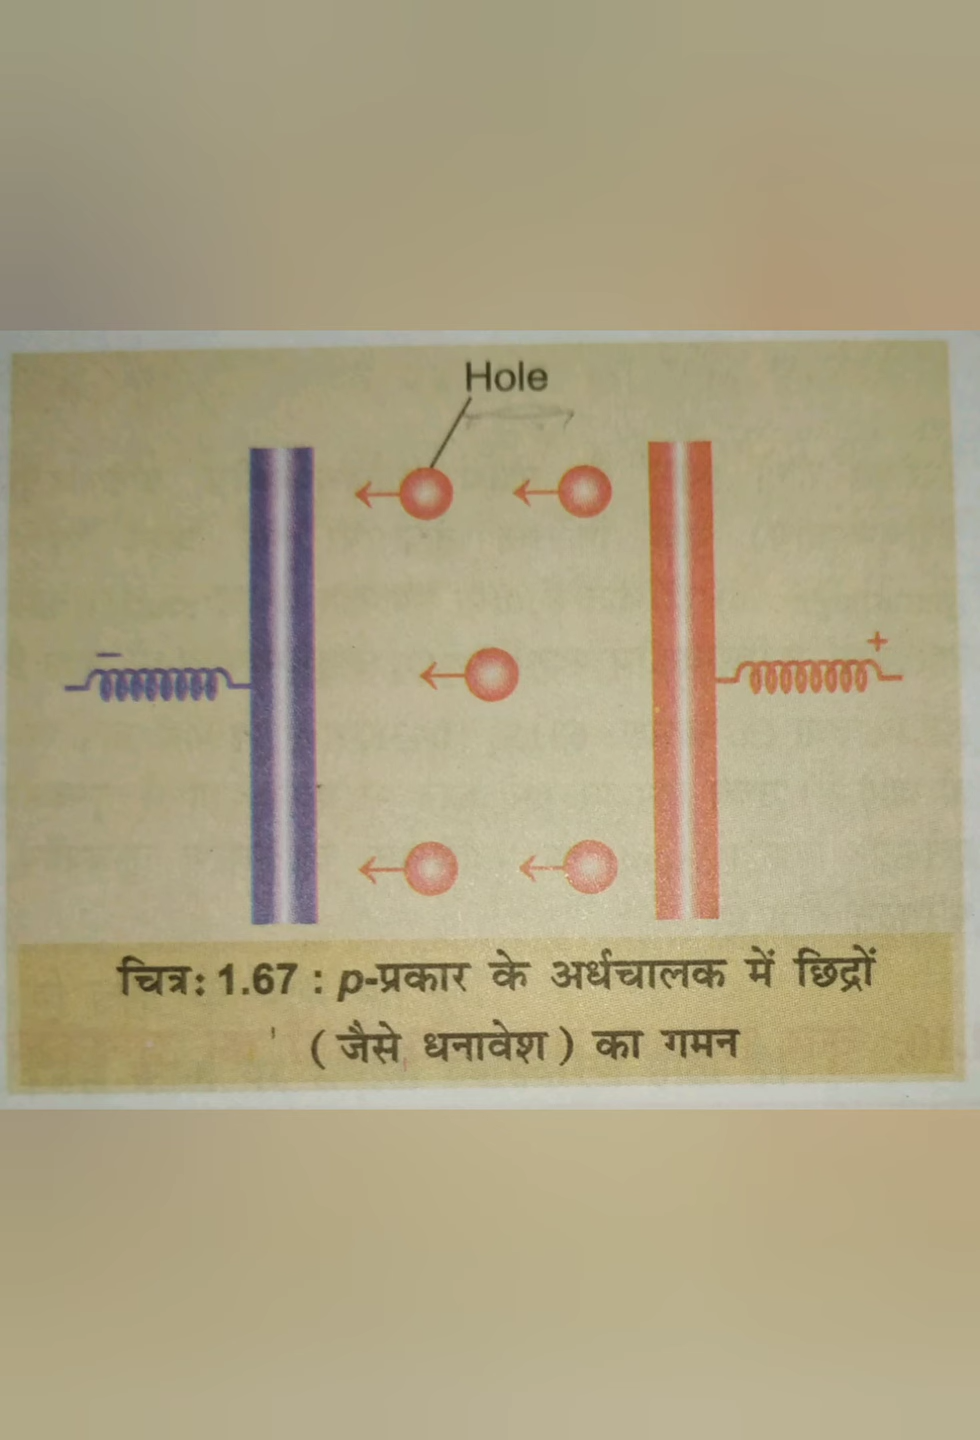 Hole
−
+
चित्र: 1.67 : p-प्रकार के अर्धचालक में छिद्रों
( जैसे धनावेश ) का गमन